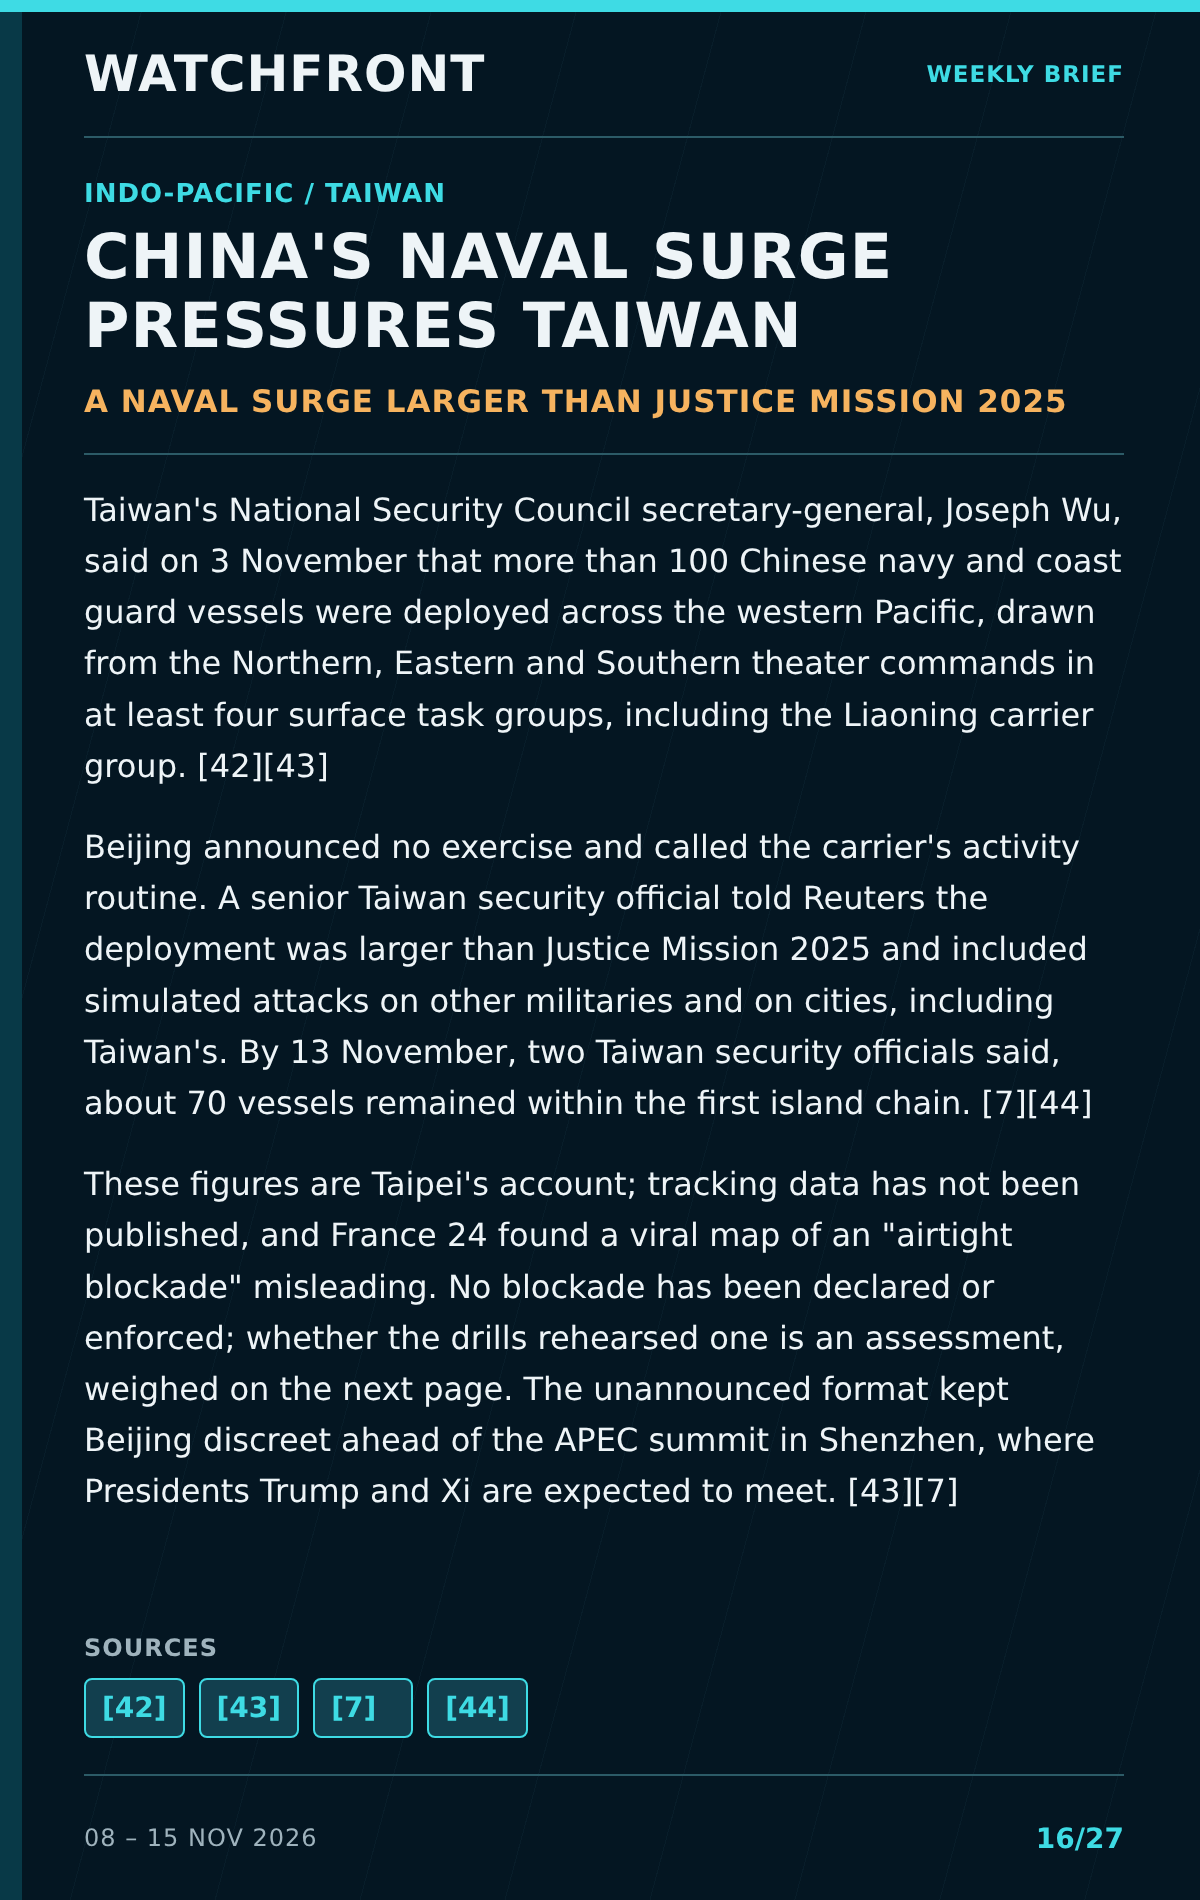 WATCHFRONT
WEEKLY BRIEF
INDO-PACIFIC / TAIWAN
CHINA'S NAVAL SURGE
PRESSURES TAIWAN
A NAVAL SURGE LARGER THAN JUSTICE MISSION 2025
Taiwan's National Security Council secretary-general, Joseph Wu,
said on 3 November that more than 100 Chinese navy and coast
guard vessels were deployed across the western Pacific, drawn
from the Northern, Eastern and Southern theater commands in
at least four surface task groups, including the Liaoning carrier
group. [42][43]
Beijing announced no exercise and called the carrier's activity
routine. A senior Taiwan security official told Reuters the
deployment was larger than Justice Mission 2025 and included
simulated attacks on other militaries and on cities, including
Taiwan's. By 13 November, two Taiwan security officials said,
about 70 vessels remained within the first island chain. [7][44]
These figures are Taipei's account; tracking data has not been
published, and France 24 found a viral map of an "airtight
blockade" misleading. No blockade has been declared or
enforced; whether the drills rehearsed one is an assessment,
weighed on the next page. The unannounced format kept
Beijing discreet ahead of the APEC summit in Shenzhen, where
Presidents Trump and Xi are expected to meet. [43][7]
SOURCES
[42] [43] [7] [44]
08 – 15 NOV 2026
16/27